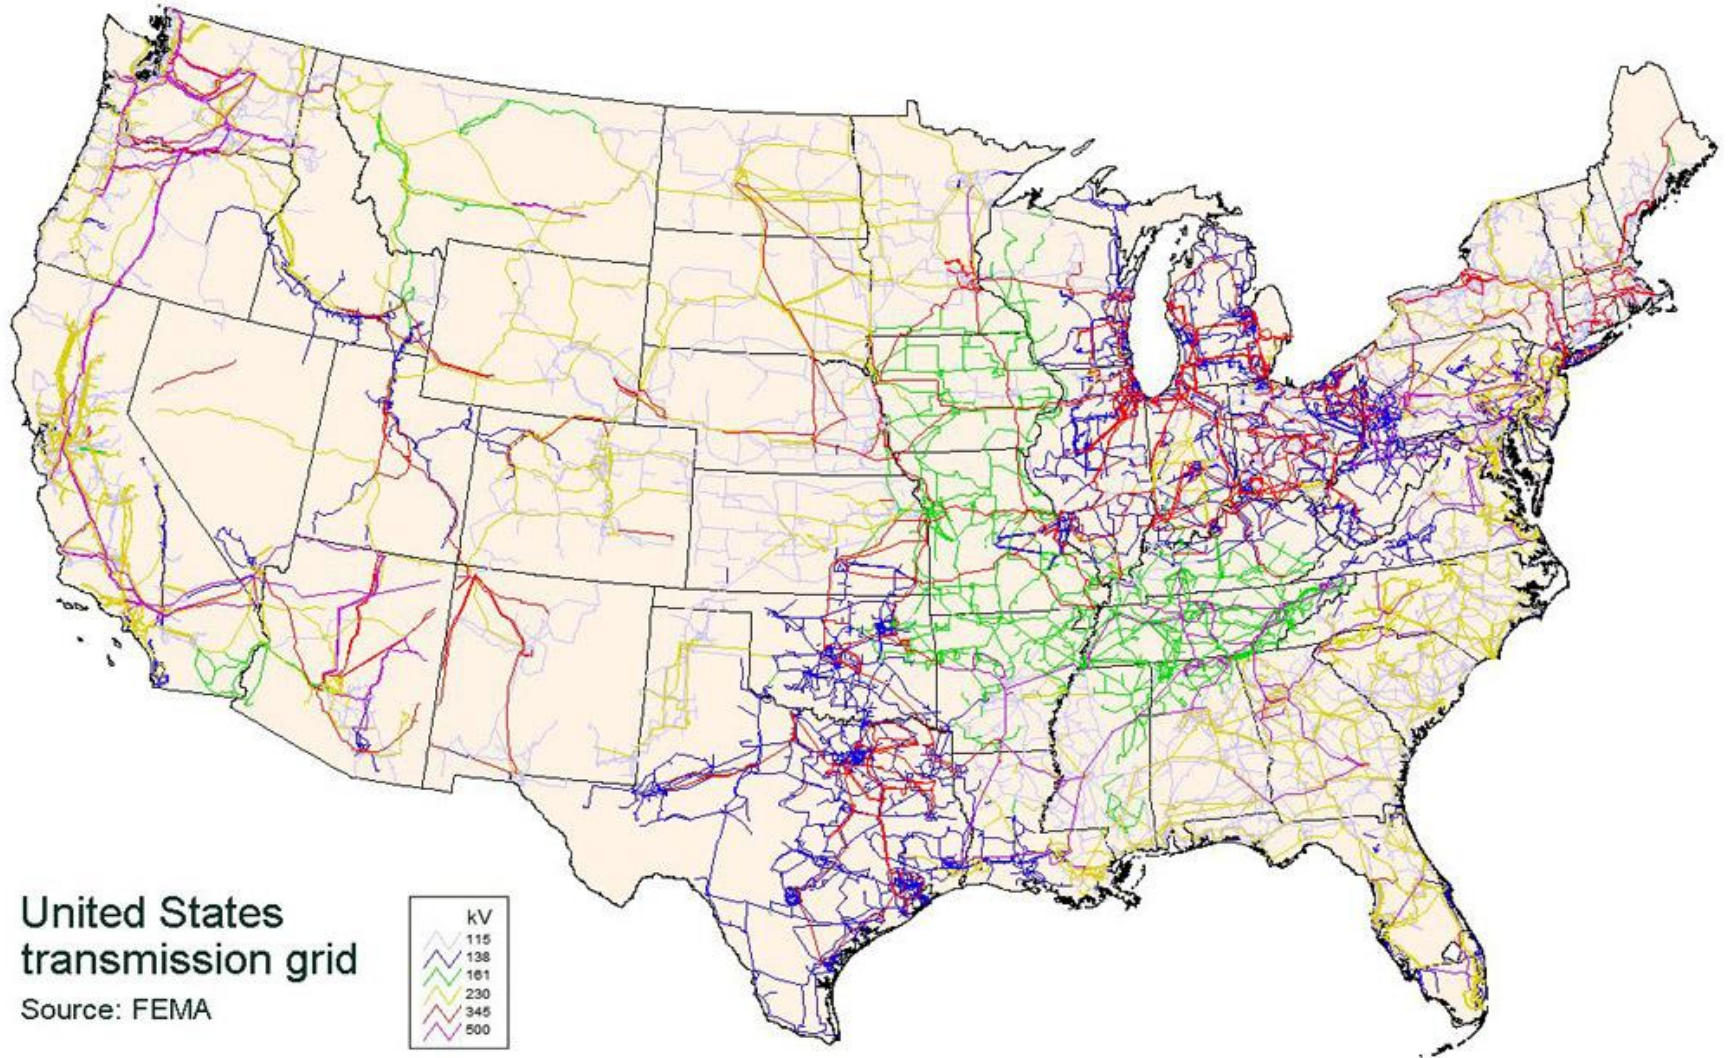 United States
transmission grid
Source: FEMA
kV
115
138
161
230
345
500